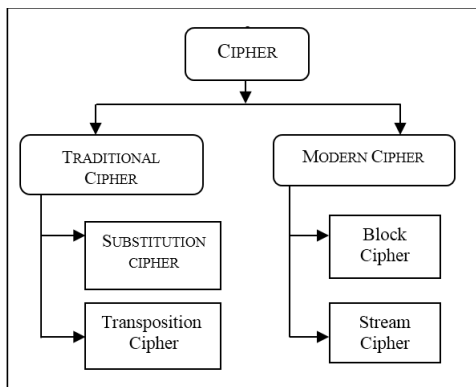 CIPHER
TRADITIONAL
CIPHER
MODERN CIPHER
SUBSTITUTION
CIPHER
Block
Cipher
Transposition
Cipher
Stream
Cipher